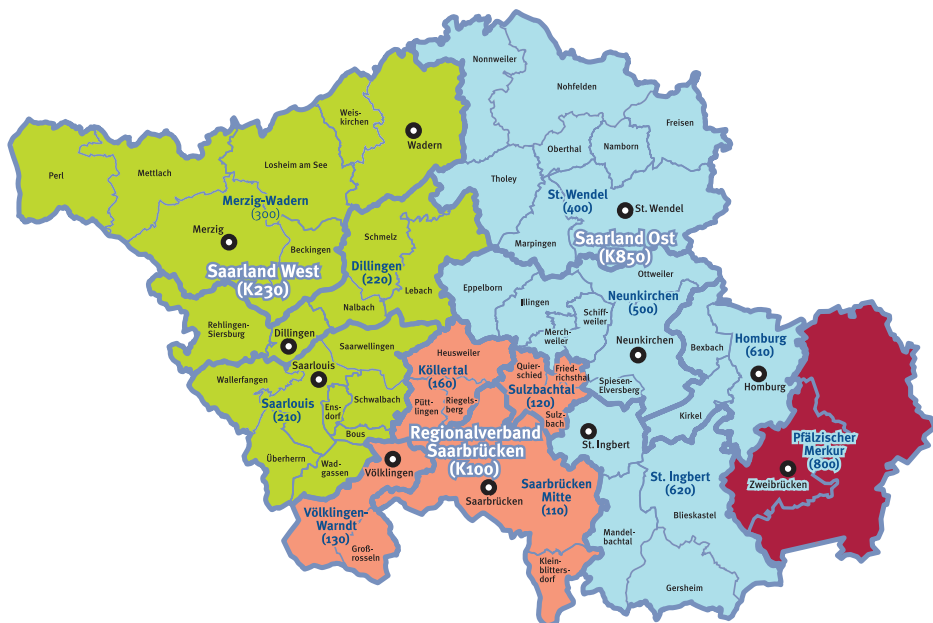 Nonnweiler
Nohfelden
Freisen
Weis-
kirchen
Wadern
Oberthal
Namborn
Perl
Mettlach
Losheim am See
Tholey
St. Wendel
(400)
St. Wendel
Merzig-Wadern
(300)
Merzig
Beckingen
Schmelz
Marpingen
Saarland Ost
(K850)
Saarland West
(K230)
Dillingen
(220)
Lebach
Nalbach
Eppelborn
Illingen
Ottweiler
Neunkirchen
(500)
Schiff-
weiler
Merch-
weiler
Neunkirchen
Spiesen-
Elversberg
Rehlingen-
Siersburg
Dillingen
Saarwellingen
Saarlouis
Wallerfangen
Saarlouis
(210)
Ens-
dorf
Schwalbach
Bous
Überherrn
Wad-
gassen
Heusweiler
Köllertal
(160)
Pütt-
lingen
Riegels-
berg
Quier-
schied
Fried-
richsthal
Sulzbachtal
(120)
Sulz-
bach
Bexbach
Homburg
(610)
Homburg
Kirkel
Regionalverband
Saarbrücken
(K100)
Völklingen
Saarbrücken
Saarbrücken
Mitte
(110)
Völklingen-
Warndt
(130)
Groß-
rosseln
Klein-
blitters-
dorf
St. Ingbert
St. Ingbert
(620)
Blieskastel
Mandel-
bachtal
Gersheim
Pfälzischer
Merkur
(800)
Zweibrücken